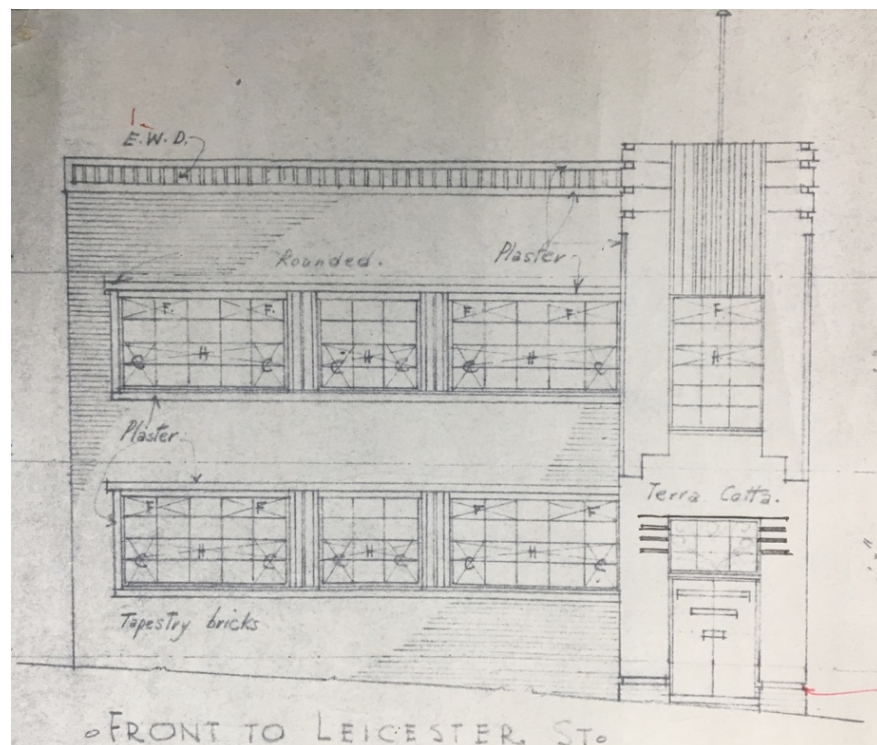 E.W.D.
Rounded.
Plaster
F. F. F F F
C H C C H C C H H
Plaster
Terra Cotta.
F F F F
C H C C H C C H
Tapestry bricks
FRONT TO LEICESTER ST.